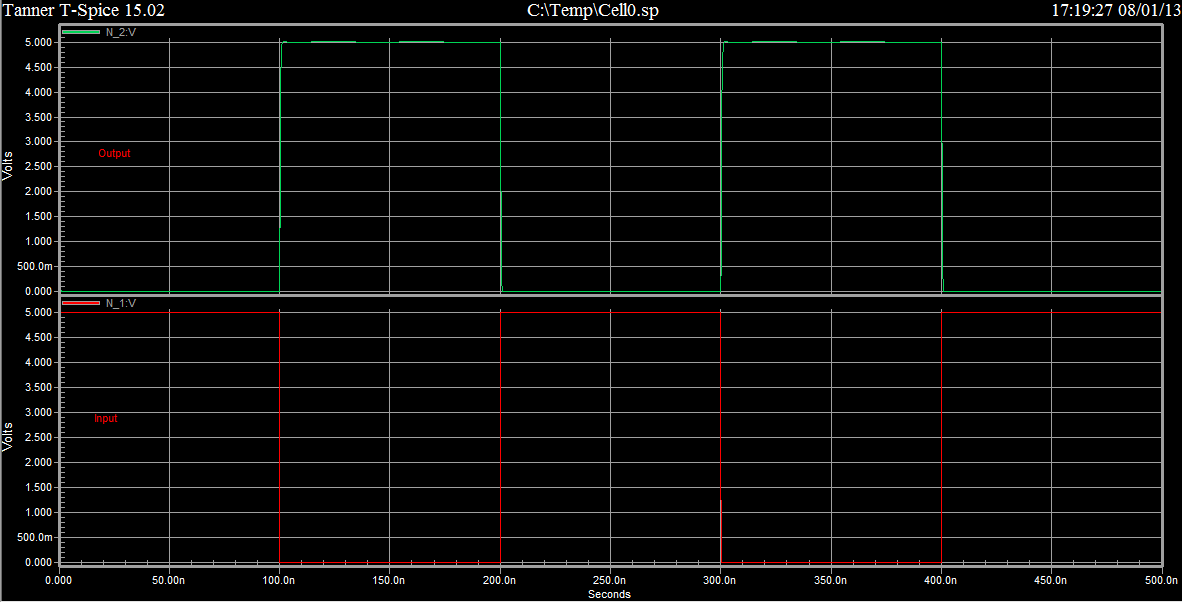 Tanner T-Spice 15.02 C:\Temp\Cell0.sp 17:19:27 08/01/13
N_2:V
5.000
4.500
4.000
3.500
3.000
Output
Volts
2.500
2.000
1.500
1.000
500.0m
0.000
N_1:V
5.000
4.500
4.000
3.500
3.000
Input
Volts
2.500
2.000
1.500
1.000
500.0m
0.000
0.000 50.00n 100.0n 150.0n 200.0n 250.0n 300.0n 350.0n 400.0n 450.0n 500.0n
Seconds